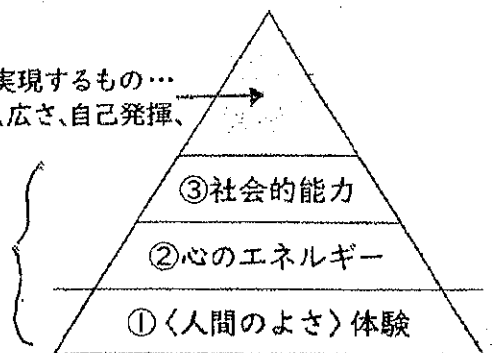 実現するもの…
広さ、自己発揮、
③社会的能力
②心のエネルギー
①〈人間のよさ〉体験